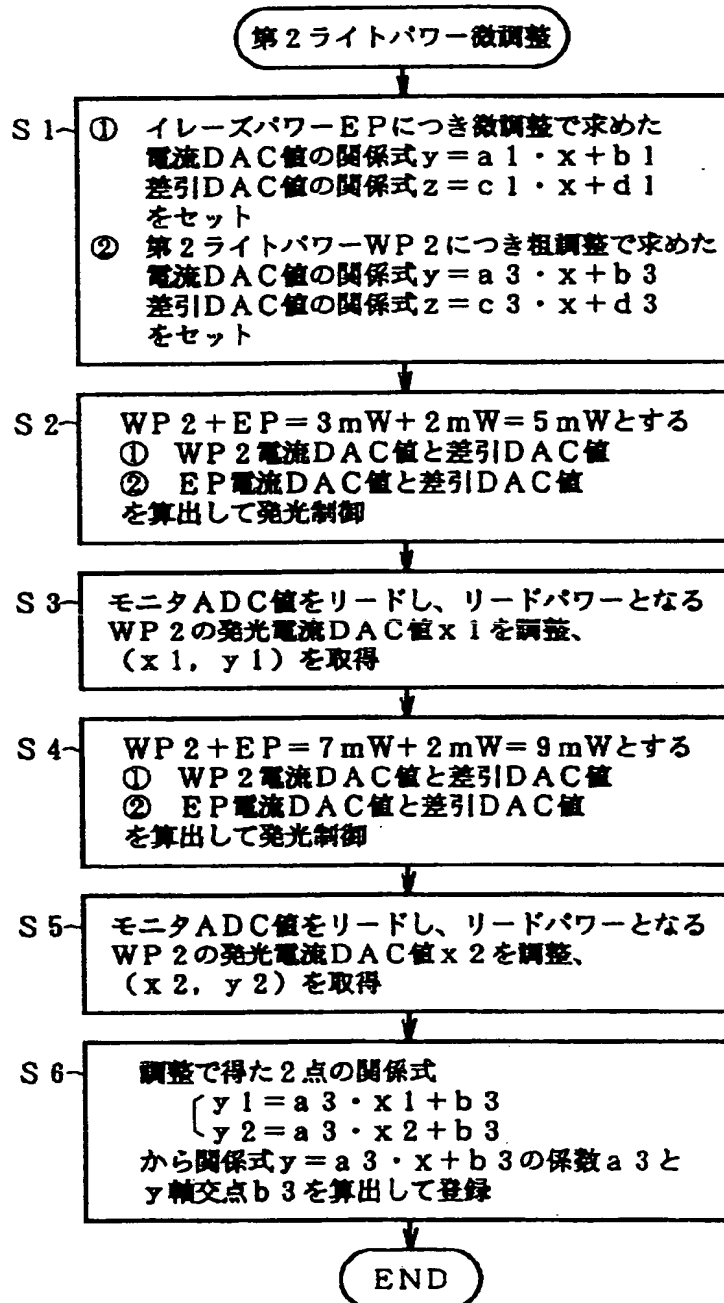 第2ライトパワー微調整
S1
① イレーズパワーEPにつき微調整で求めた
電流DAC値の関係式y=a1・x+b1
差引DAC値の関係式z=c1・x+d1
をセット
② 第2ライトパワーWP2につき粗調整で求めた
電流DAC値の関係式y=a3・x+b3
差引DAC値の関係式z=c3・x+d3
をセット
S2
WP2+EP=3mW+2mW=5mWとする
① WP2電流DAC値と差引DAC値
② EP電流DAC値と差引DAC値
を算出して発光制御
S3
モニタADC値をリードし、リードパワーとなる
WP2の発光電流DAC値x1を調整、
(x1, y1)を取得
S4
WP2+EP=7mW+2mW=9mWとする
① WP2電流DAC値と差引DAC値
② EP電流DAC値と差引DAC値
を算出して発光制御
S5
モニタADC値をリードし、リードパワーとなる
WP2の発光電流DAC値x2を調整、
(x2, y2)を取得
S6
調整で得た2点の関係式
y1=a3・x1+b3
y2=a3・x2+b3
から関係式y=a3・x+b3の係数a3と
y軸交点b3を算出して登録
END